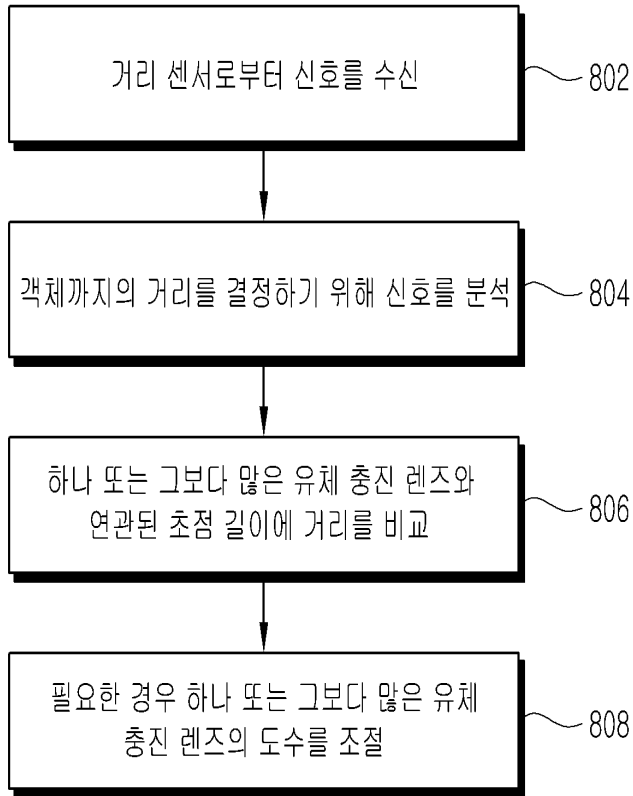 거리 센서로부터 신호를 수신
802
객체까지의 거리를 결정하기 위해 신호를 분석
804
하나 또는 그보다 많은 유체 충진 렌즈와
연관된 초점 길이에 거리를 비교
806
필요한 경우 하나 또는 그보다 많은 유체
충진 렌즈의 도수를 조절
808